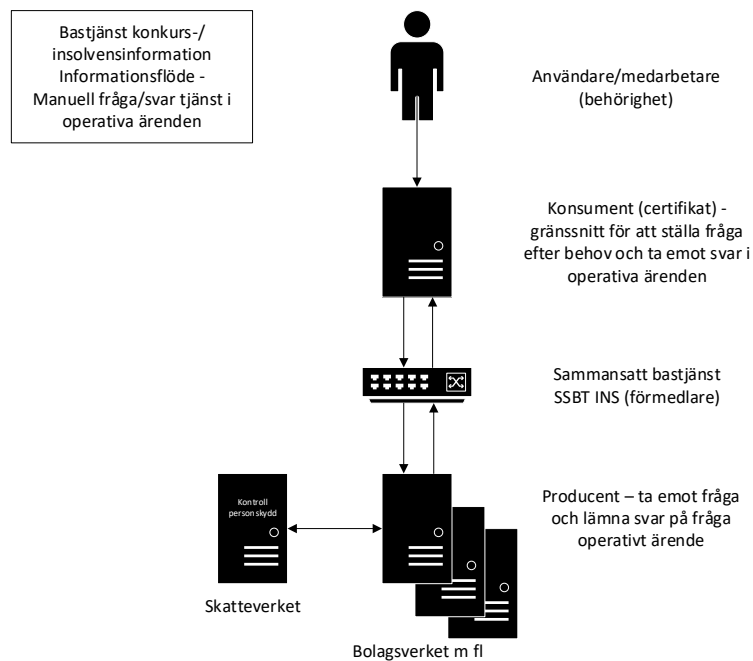 Bastjänst konkurs-/
insolvensinformation
Informationsflöde -
Manuell fråga/svar tjänst i
operativa ärenden
Användare/medarbetare
(behörighet)
Konsument (certifikat) -
gränssnitt för att ställa fråga
efter behov och ta emot svar i
operativa ärenden
Sammansatt bastjänst
SSBT INS (förmedlare)
Producent – ta emot fråga
och lämna svar på fråga
operativt ärende
Kontroll
personskydd
Skatteverket
Bolagsverket m fl